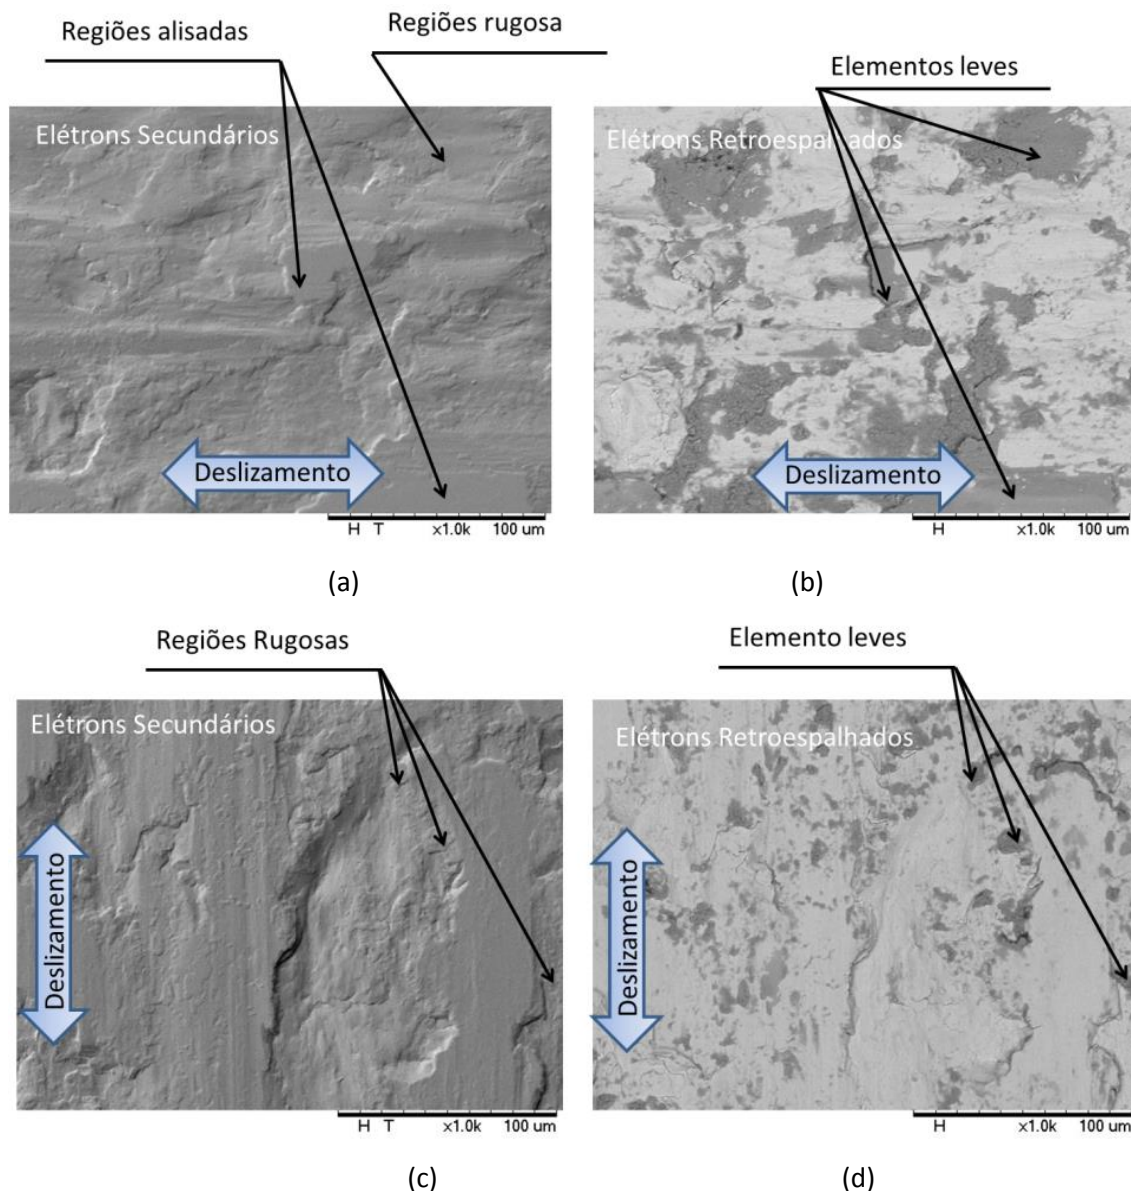 Regiões alisadas
Regiões rugosa
Elementos leves
Elétrons Secundários
Elétrons Retroespalhados
Deslizamento
Deslizamento
H T x1.0k 100 um
H x1.0k 100 um
(a)
(b)
Regiões Rugosas
Elemento leves
Elétrons Secundários
Elétrons Retroespalhados
Deslizamento
Deslizamento
H T x1.0k 100 um
H x1.0k 100 um
(c)
(d)